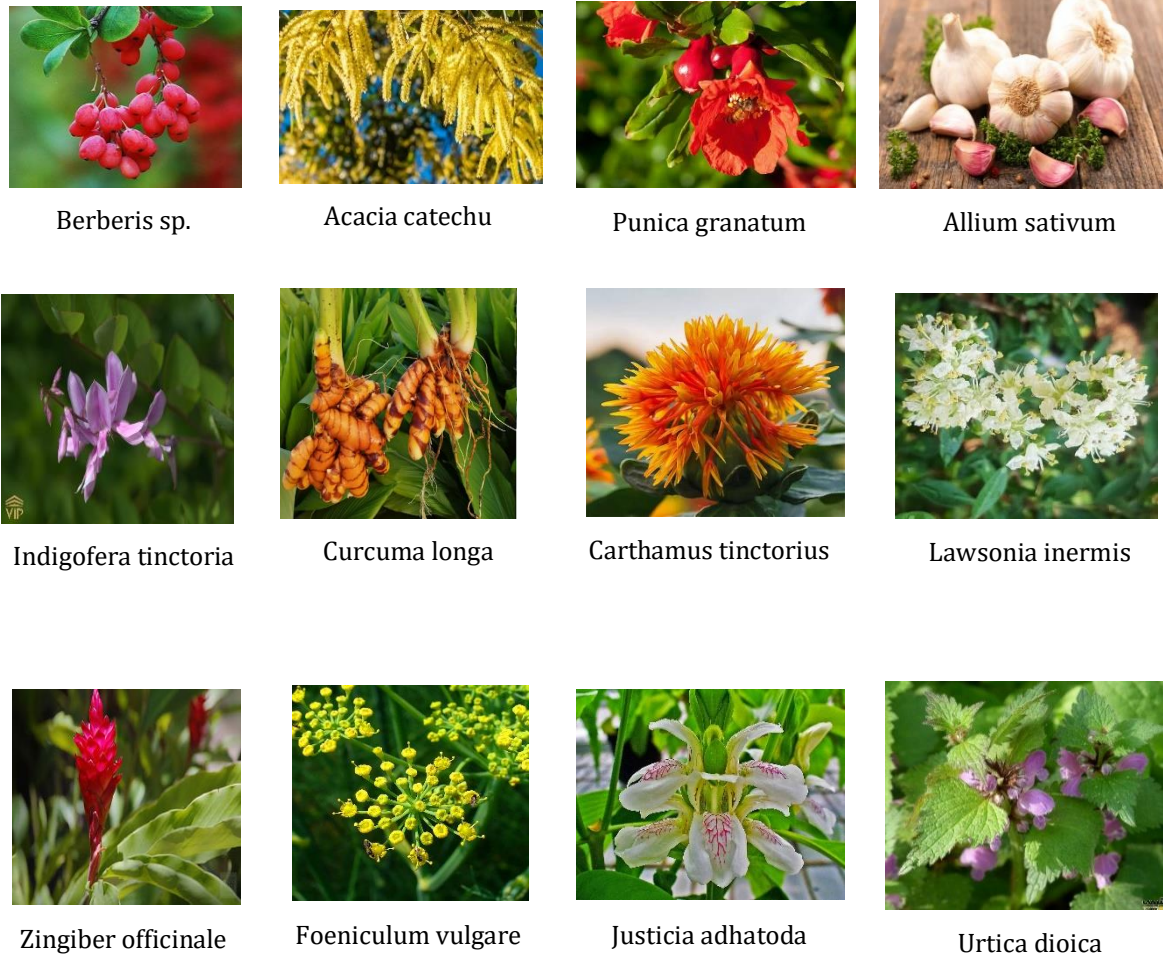 Berberis sp.
Acacia catechu
Punica granatum
Allium sativum
VIP
Indigofera tinctoria
Curcuma longa
Carthamus tinctorius
Lawsonia inermis
Zingiber officinale
Foeniculum vulgare
Justicia adhatoda
Urtica dioica